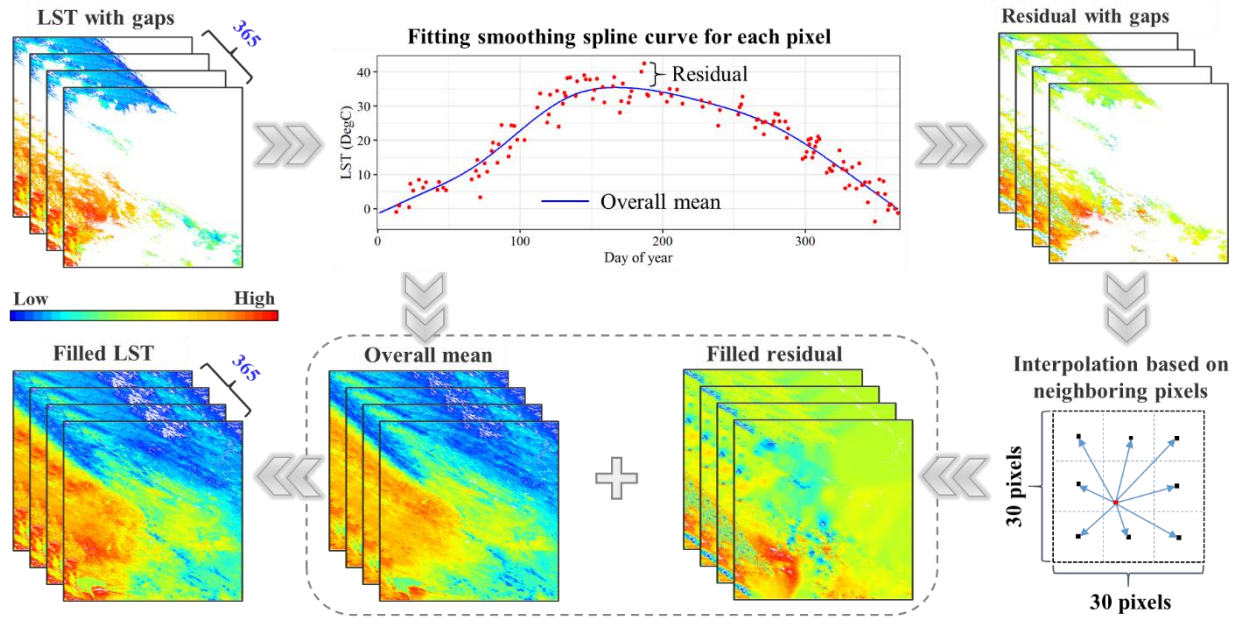 LST with gaps
365
Fitting smoothing spline curve for each pixel
Residual with gaps
LST (DegC)
40
30
20
10
0
Residual
Overall mean
0
100
200
300
Day of year
Low
High
Filled LST
365
Overall mean
Filled residual
Interpolation based on
neighboring pixels
30 pixels
30 pixels